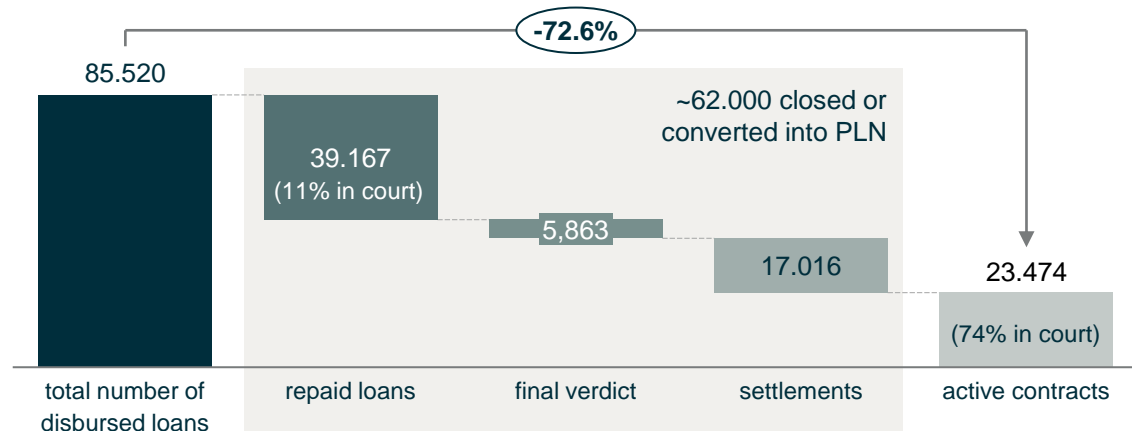 -72.6%
85.520
~62.000 closed or
converted into PLN
39.167
(11% in court)
5,863
17.016
23.474
(74% in court)
total number of
disbursed loans
repaid loans
final verdict
settlements
active contracts